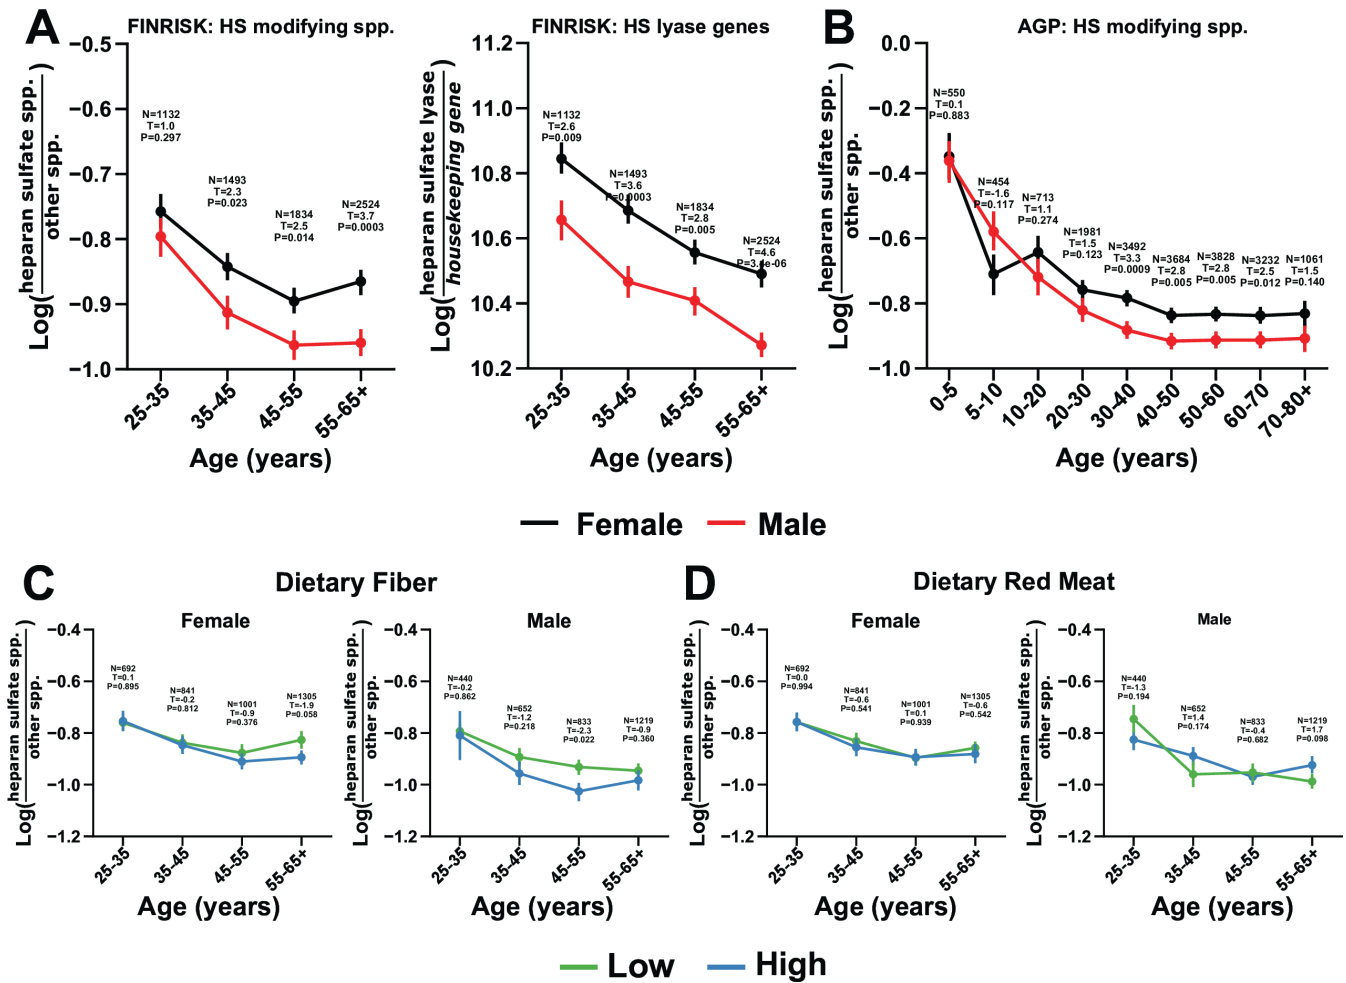 A
FINRISK: HS modifying spp.
Log(heparan sulfate spp. / other spp.)
−0.5
−0.6
−0.7
−0.8
−0.9
−1.0
N=1132
T=1.0
P=0.297
N=1493
T=2.3
P=0.023
N=1834
T=2.5
P=0.014
N=2524
T=3.7
P=0.0003
25-35
35-45
45-55
55-65+
Age (years)
FINRISK: HS lyase genes
Log(heparan sulfate lyase / housekeeping gene)
11.2
11.0
10.8
10.6
10.4
10.2
N=1132
T=2.6
P=0.009
N=1493
T=3.6
P=0.0003
N=1834
T=2.8
P=0.005
N=2524
T=4.6
P=3.4e-06
25-35
35-45
45-55
55-65+
Age (years)
B
AGP: HS modifying spp.
Log(heparan sulfate spp. / other spp.)
0.0
−0.2
−0.4
−0.6
−0.8
−1.0
N=550
T=0.1
P=0.883
N=454
T=-1.6
P=0.117
N=713
T=1.1
P=0.274
N=1981
T=1.5
P=0.123
N=3492
T=3.3
P=0.0009
N=3684
T=2.8
P=0.005
N=3828
T=2.8
P=0.005
N=3232
T=2.5
P=0.012
N=1061
T=1.5
P=0.140
0-5
5-10
10-20
20-30
30-40
40-50
50-60
60-70
70-80+
Age (years)
Female
Male
C
Dietary Fiber
Female
Log(heparan sulfate spp. / other spp.)
−0.4
−0.6
−0.8
−1.0
−1.2
N=692
T=0.1
P=0.895
N=841
T=-0.2
P=0.812
N=1001
T=-0.9
P=0.376
N=1305
T=-1.9
P=0.058
25-35
35-45
45-55
55-65+
Age (years)
Male
Log(heparan sulfate spp. / other spp.)
−0.4
−0.6
−0.8
−1.0
−1.2
N=440
T=-0.2
P=0.862
N=652
T=-1.2
P=0.218
N=833
T=-2.3
P=0.022
N=1219
T=-0.9
P=0.360
25-35
35-45
45-55
55-65+
Age (years)
D
Dietary Red Meat
Female
Log(heparan sulfate spp. / other spp.)
−0.4
−0.6
−0.8
−1.0
−1.2
N=692
T=0.0
P=0.994
N=841
T=-0.6
P=0.541
N=1001
T=0.1
P=0.939
N=1305
T=-0.6
P=0.542
25-35
35-45
45-55
55-65+
Age (years)
Male
Log(heparan sulfate spp. / other spp.)
−0.4
−0.6
−0.8
−1.0
−1.2
N=440
T=-1.3
P=0.194
N=652
T=1.4
P=0.174
N=833
T=-0.4
P=0.682
N=1219
T=1.7
P=0.098
25-35
35-45
45-55
55-65+
Age (years)
Low
High